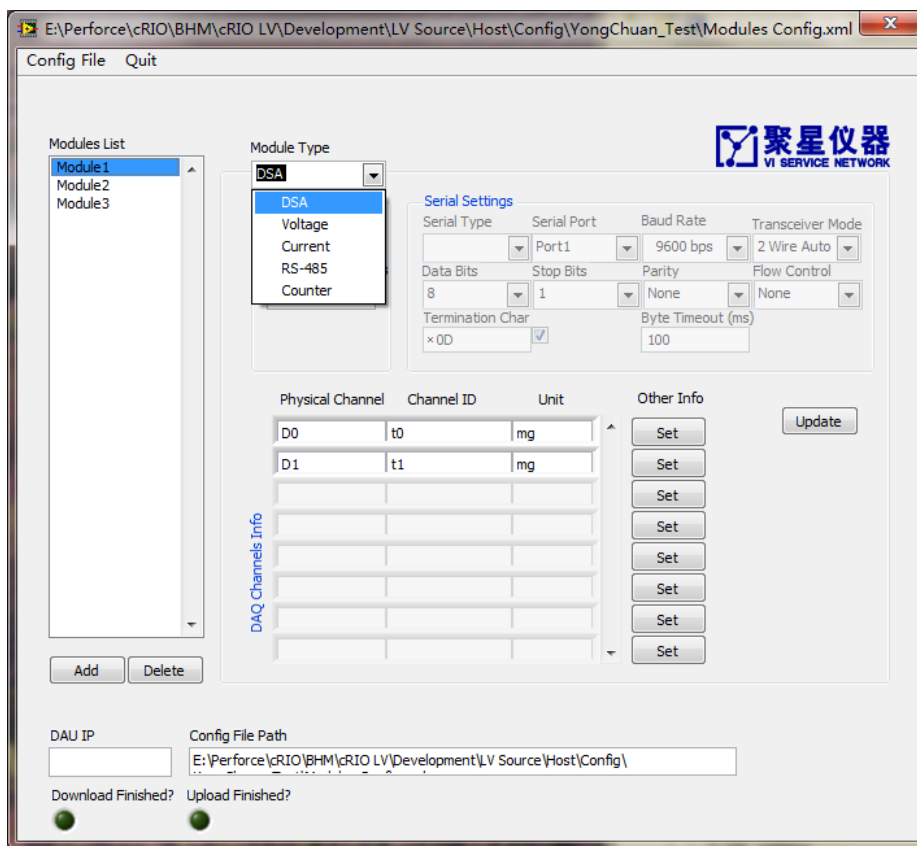 E:\Perforce\cRIO\BHM\cRIO LV\Development\LV Source\Host\Config\YongChuan_Test\Modules Config.xml
Config File Quit
聚星仪器
VI SERVICE NETWORK
Modules List
Module1
Module2
Module3
Module Type
DSA
DSA
Voltage
Current
RS-485
Counter
Serial Settings
Serial Type Serial Port Baud Rate Transceiver Mode
Port1 9600 bps 2 Wire Auto
Data Bits Stop Bits Parity Flow Control
8 1 None None
Termination Char Byte Timeout (ms)
×0D 100
Physical Channel Channel ID Unit Other Info
D0 t0 mg Set
D1 t1 mg Set
Set
Set
Set
Set
Set
Set
DAQ Channels Info
Update
Add Delete
DAU IP Config File Path
E:\Perforce\cRIO\BHM\cRIO LV\Development\LV Source\Host\Config\
Download Finished? Upload Finished?